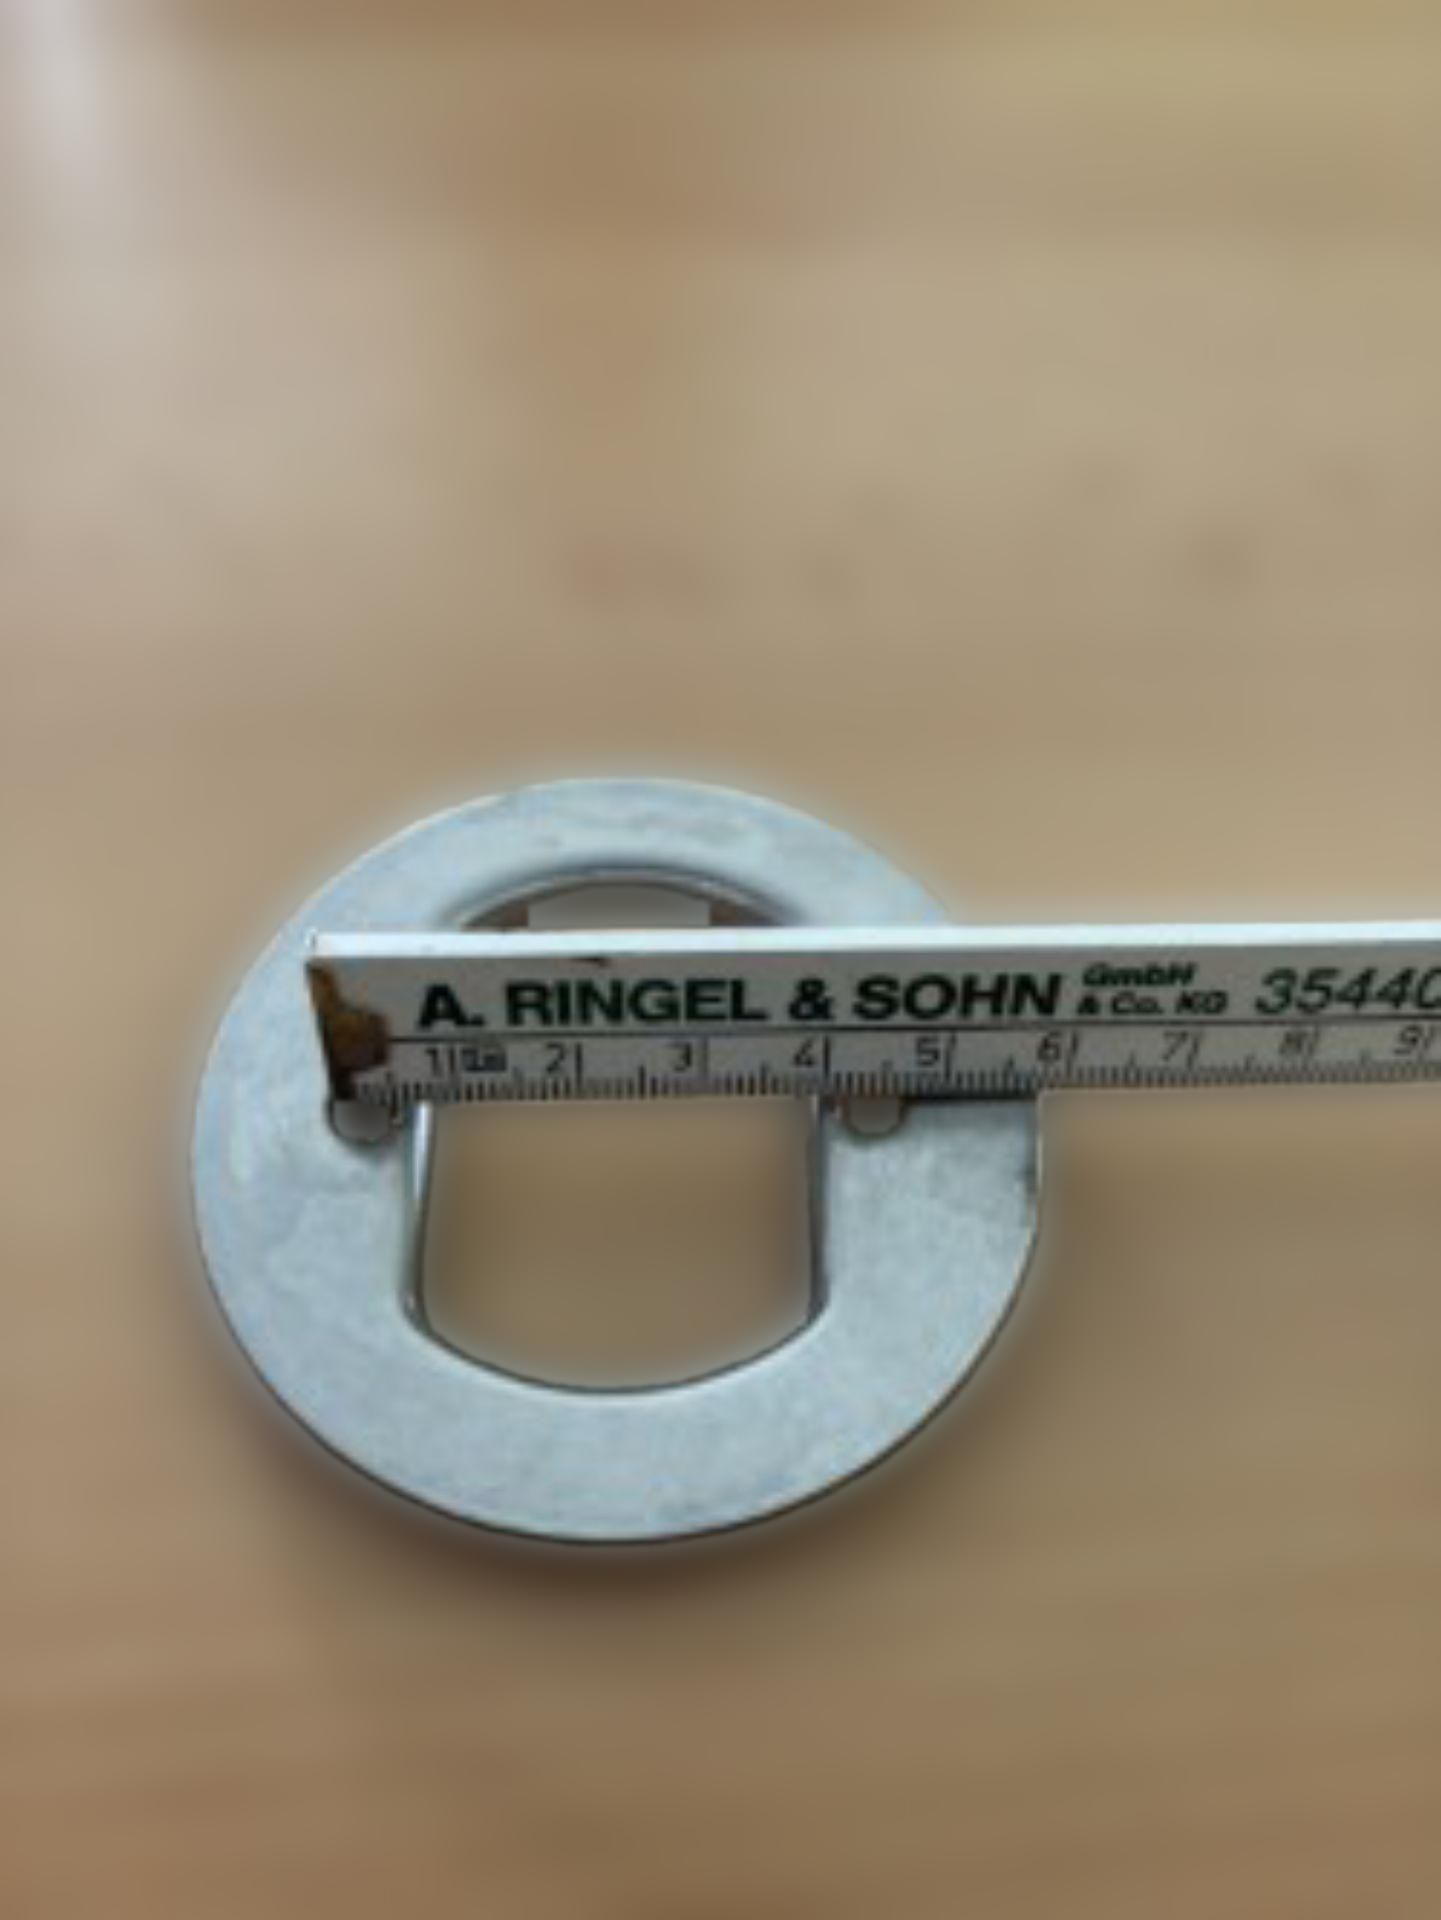 A. RINGEL & SOHN GmbH & Co. KG 35440
1 2 3 4 5 6 7 8 9